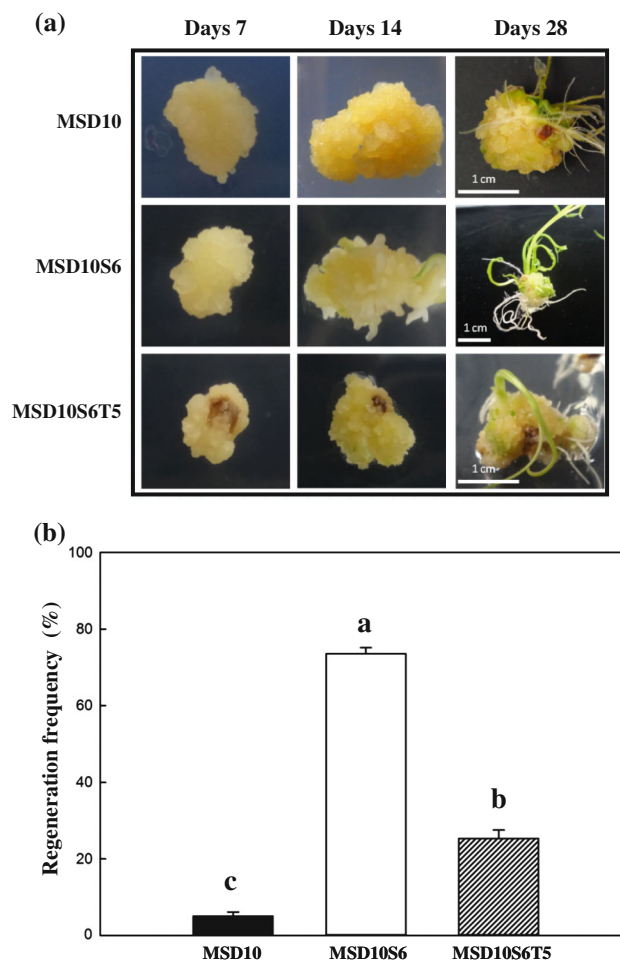 (a)
Days 7 Days 14 Days 28
MSD10
1 cm
MSD10S6
1 cm
MSD10S6T5
1 cm
(b)
Regeneration frequency (%)
100
80
60
40
20
0
a
b
c
MSD10 MSD10S6 MSD10S6T5